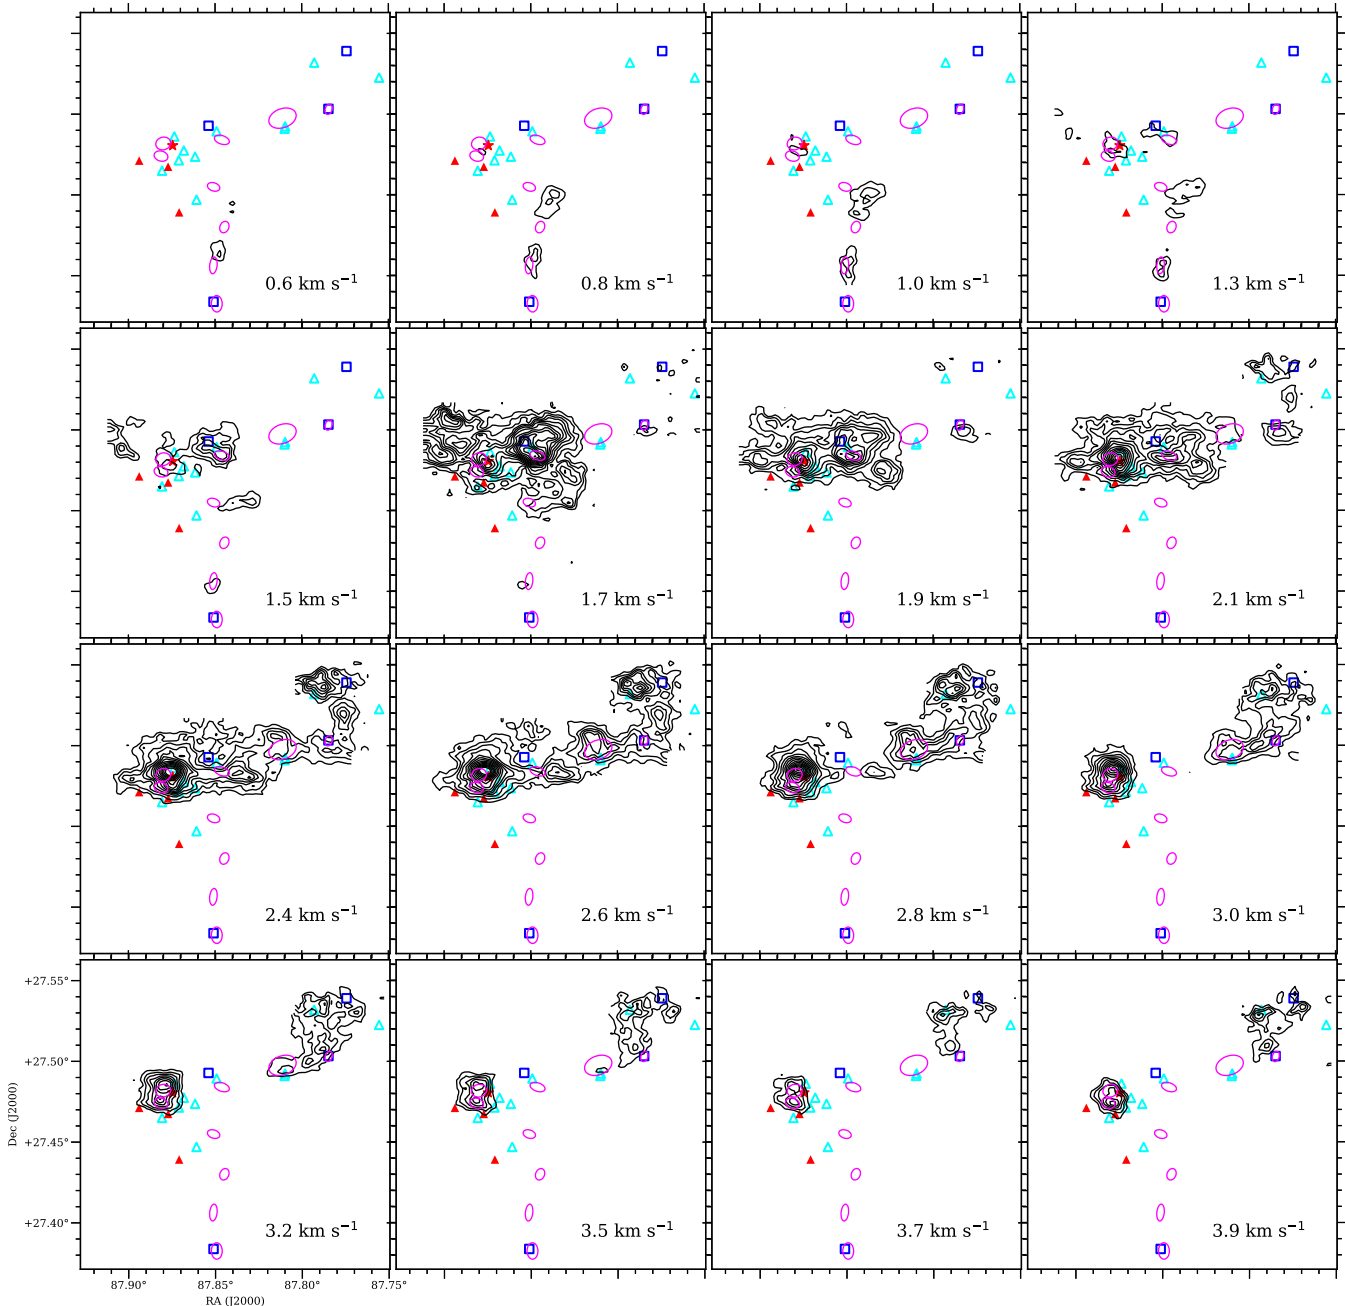 0.6 km s⁻¹
0.8 km s⁻¹
1.0 km s⁻¹
1.3 km s⁻¹
1.5 km s⁻¹
1.7 km s⁻¹
1.9 km s⁻¹
2.1 km s⁻¹
2.4 km s⁻¹
2.6 km s⁻¹
2.8 km s⁻¹
3.0 km s⁻¹
+27.55°
+27.50°
+27.45°
+27.40°
Dec (J2000)
3.2 km s⁻¹
3.5 km s⁻¹
3.7 km s⁻¹
3.9 km s⁻¹
87.90°
87.85°
87.80°
87.75°
RA (J2000)